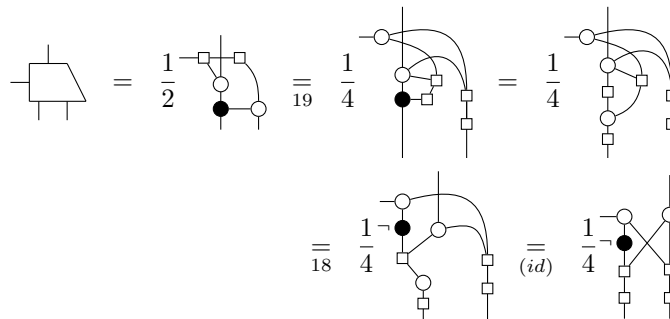 = 1/2 = 19 1/4 = 1/4
= 18 1/4 ¬ = (id) 1/4 ¬